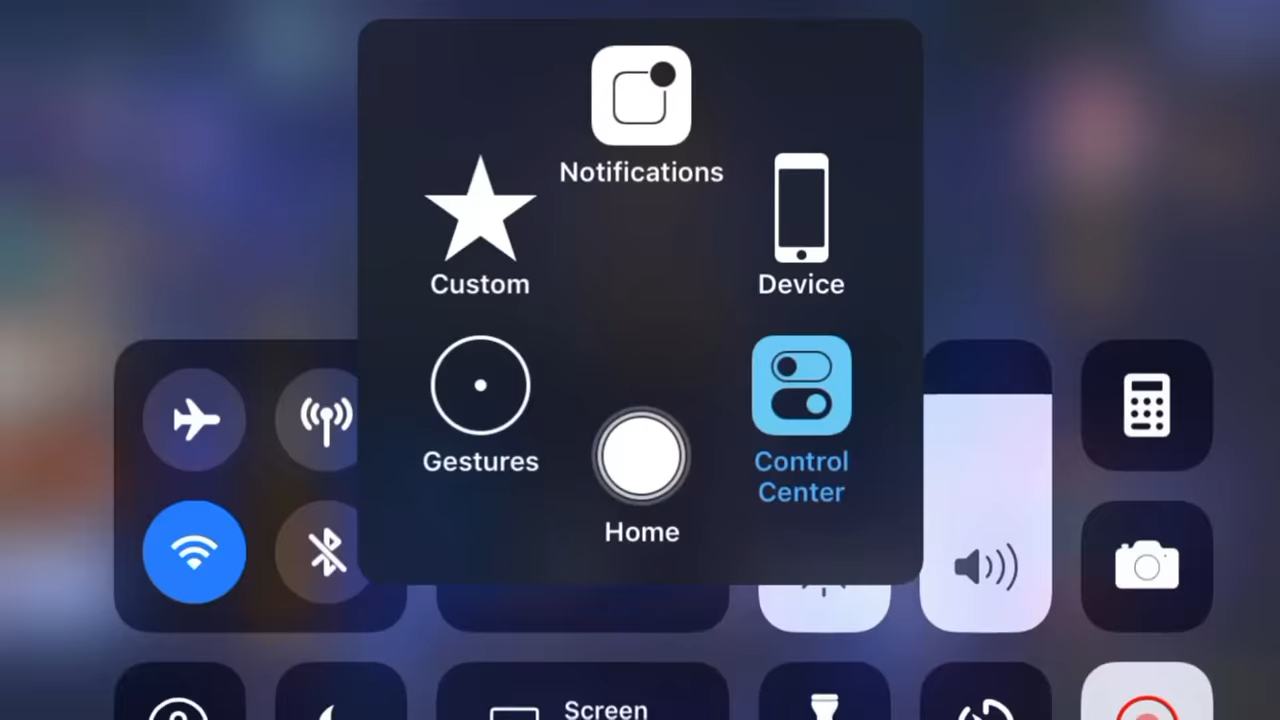 Notifications
Custom
Device
Gestures
Control
Center
Home
Screen